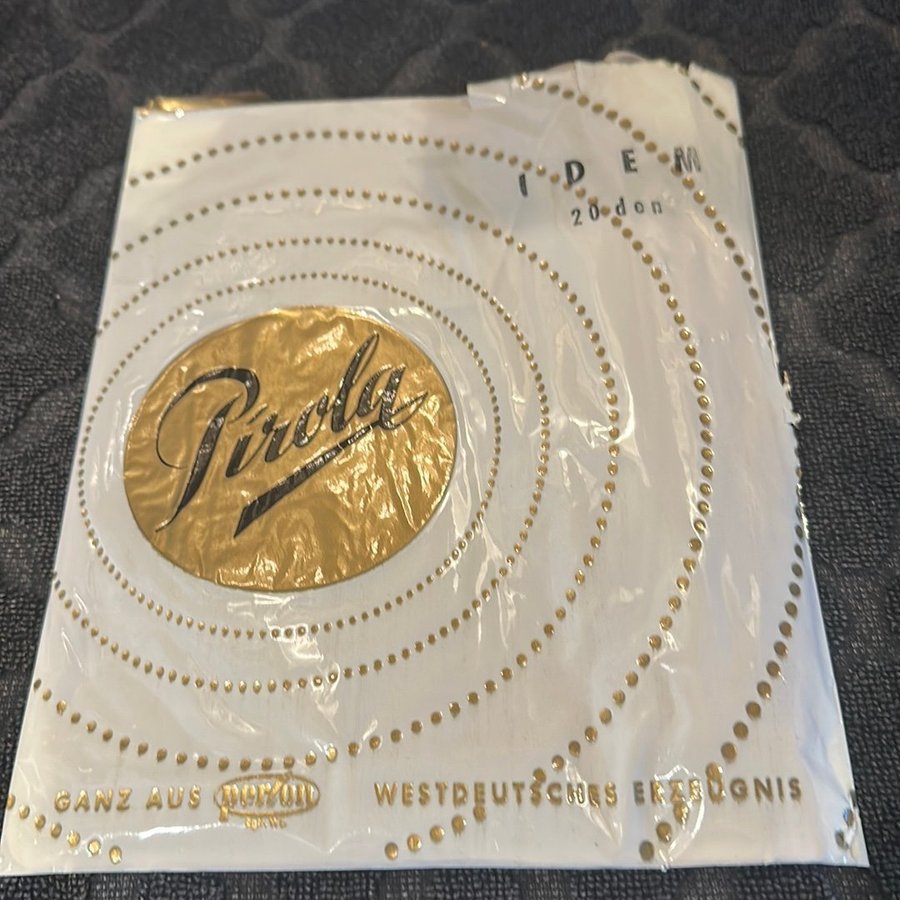 IDEM
20 den
Pirola
GANZ AUS perlon WESTDEUTSCHES ERZEUGNIS